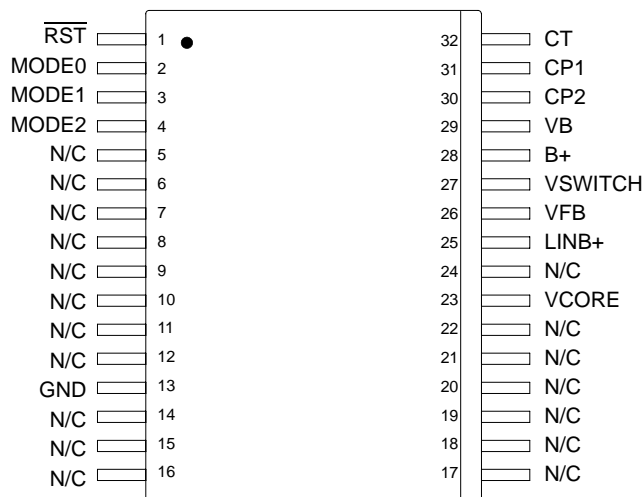 RST 1 32 CT
MODE0 2 31 CP1
MODE1 3 30 CP2
MODE2 4 29 VB
N/C 5 28 B+
N/C 6 27 VSWITCH
N/C 7 26 VFB
N/C 8 25 LINB+
N/C 9 24 N/C
N/C 10 23 VCORE
N/C 11 22 N/C
N/C 12 21 N/C
GND 13 20 N/C
N/C 14 19 N/C
N/C 15 18 N/C
N/C 16 17 N/C